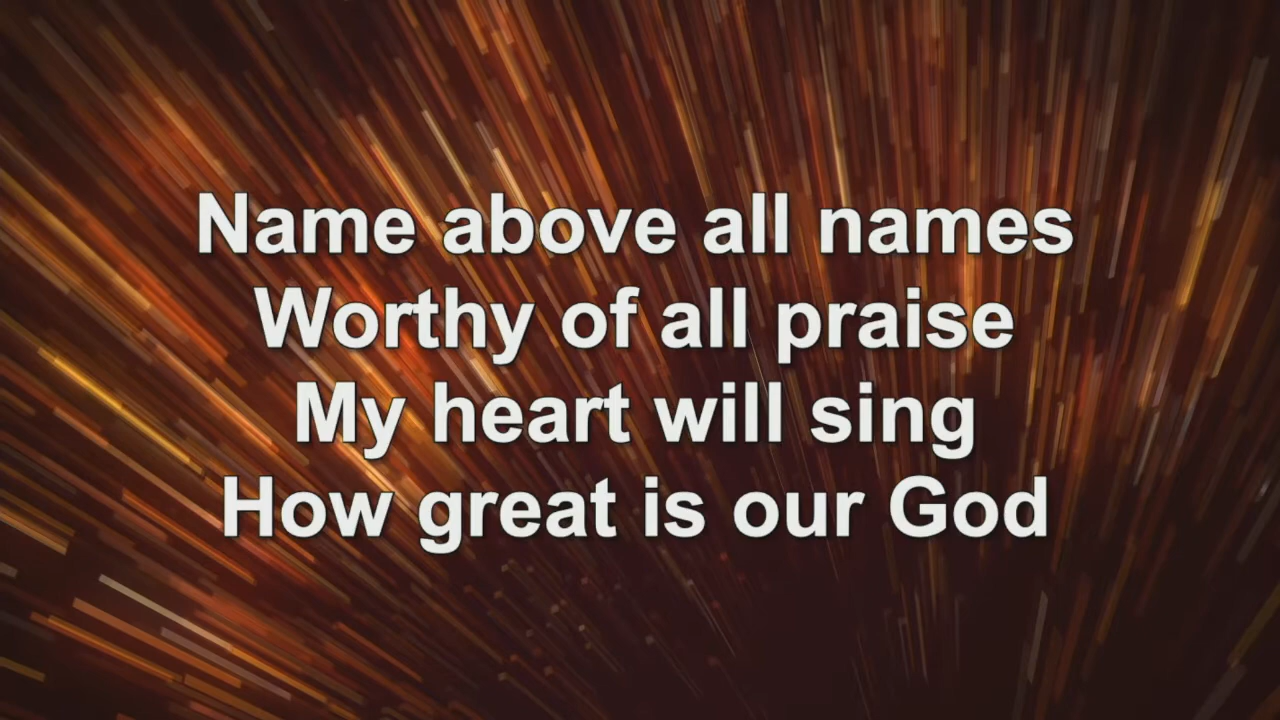 Name above all names
Worthy of all praise
My heart will sing
How great is our God